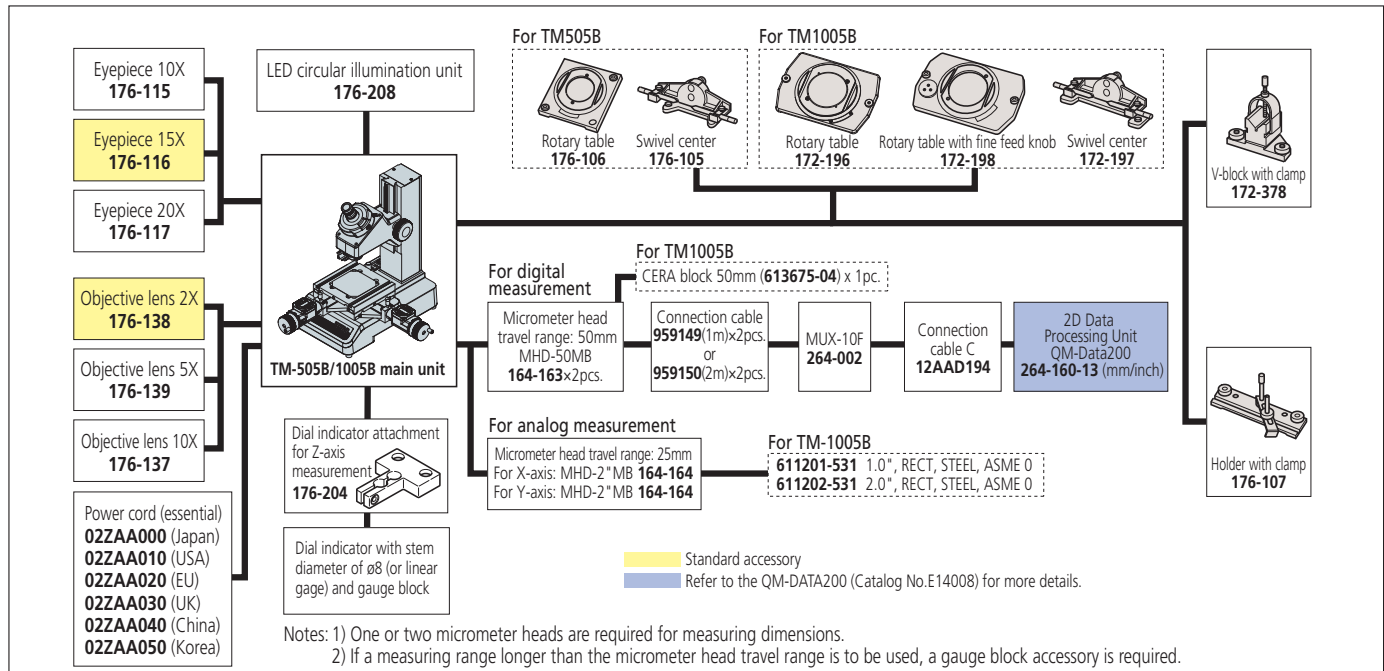 Eyepiece 10X
176-115
Eyepiece 15X
176-116
Eyepiece 20X
176-117
Objective lens 2X
176-138
Objective lens 5X
176-139
Objective lens 10X
176-137
Power cord (essential)
02ZAA000 (Japan)
02ZAA010 (USA)
02ZAA020 (EU)
02ZAA030 (UK)
02ZAA040 (China)
02ZAA050 (Korea)
LED circular illumination unit
176-208
TM-505B/1005B main unit
Dial indicator attachment
for Z-axis
measurement
176-204
Dial indicator with stem
diameter of ø8 (or linear
gage) and gauge block
For TM505B
Rotary table
176-106
Swivel center
176-105
For TM1005B
Rotary table
172-196
Rotary table with fine feed knob
172-198
Swivel center
172-197
V-block with clamp
172-378
Holder with clamp
176-107
For digital
measurement
Micrometer head
travel range: 50mm
MHD-50MB
164-163×2pcs.
For TM1005B
CERA block 50mm (613675-04) x 1pc.
Connection cable
959149(1m)×2pcs.
or
959150(2m)×2pcs.
MUX-10F
264-002
Connection
cable C
12AAD194
2D Data
Processing Unit
QM-Data200
264-160-13 (mm/inch)
For analog measurement
Micrometer head travel range: 25mm
For X-axis: MHD-2"MB 164-164
For Y-axis: MHD-2"MB 164-164
For TM-1005B
611201-531 1.0", RECT, STEEL, ASME 0
611202-531 2.0", RECT, STEEL, ASME 0
Standard accessory
Refer to the QM-DATA200 (Catalog No.E14008) for more details.
Notes: 1) One or two micrometer heads are required for measuring dimensions.
2) If a measuring range longer than the micrometer head travel range is to be used, a gauge block accessory is required.